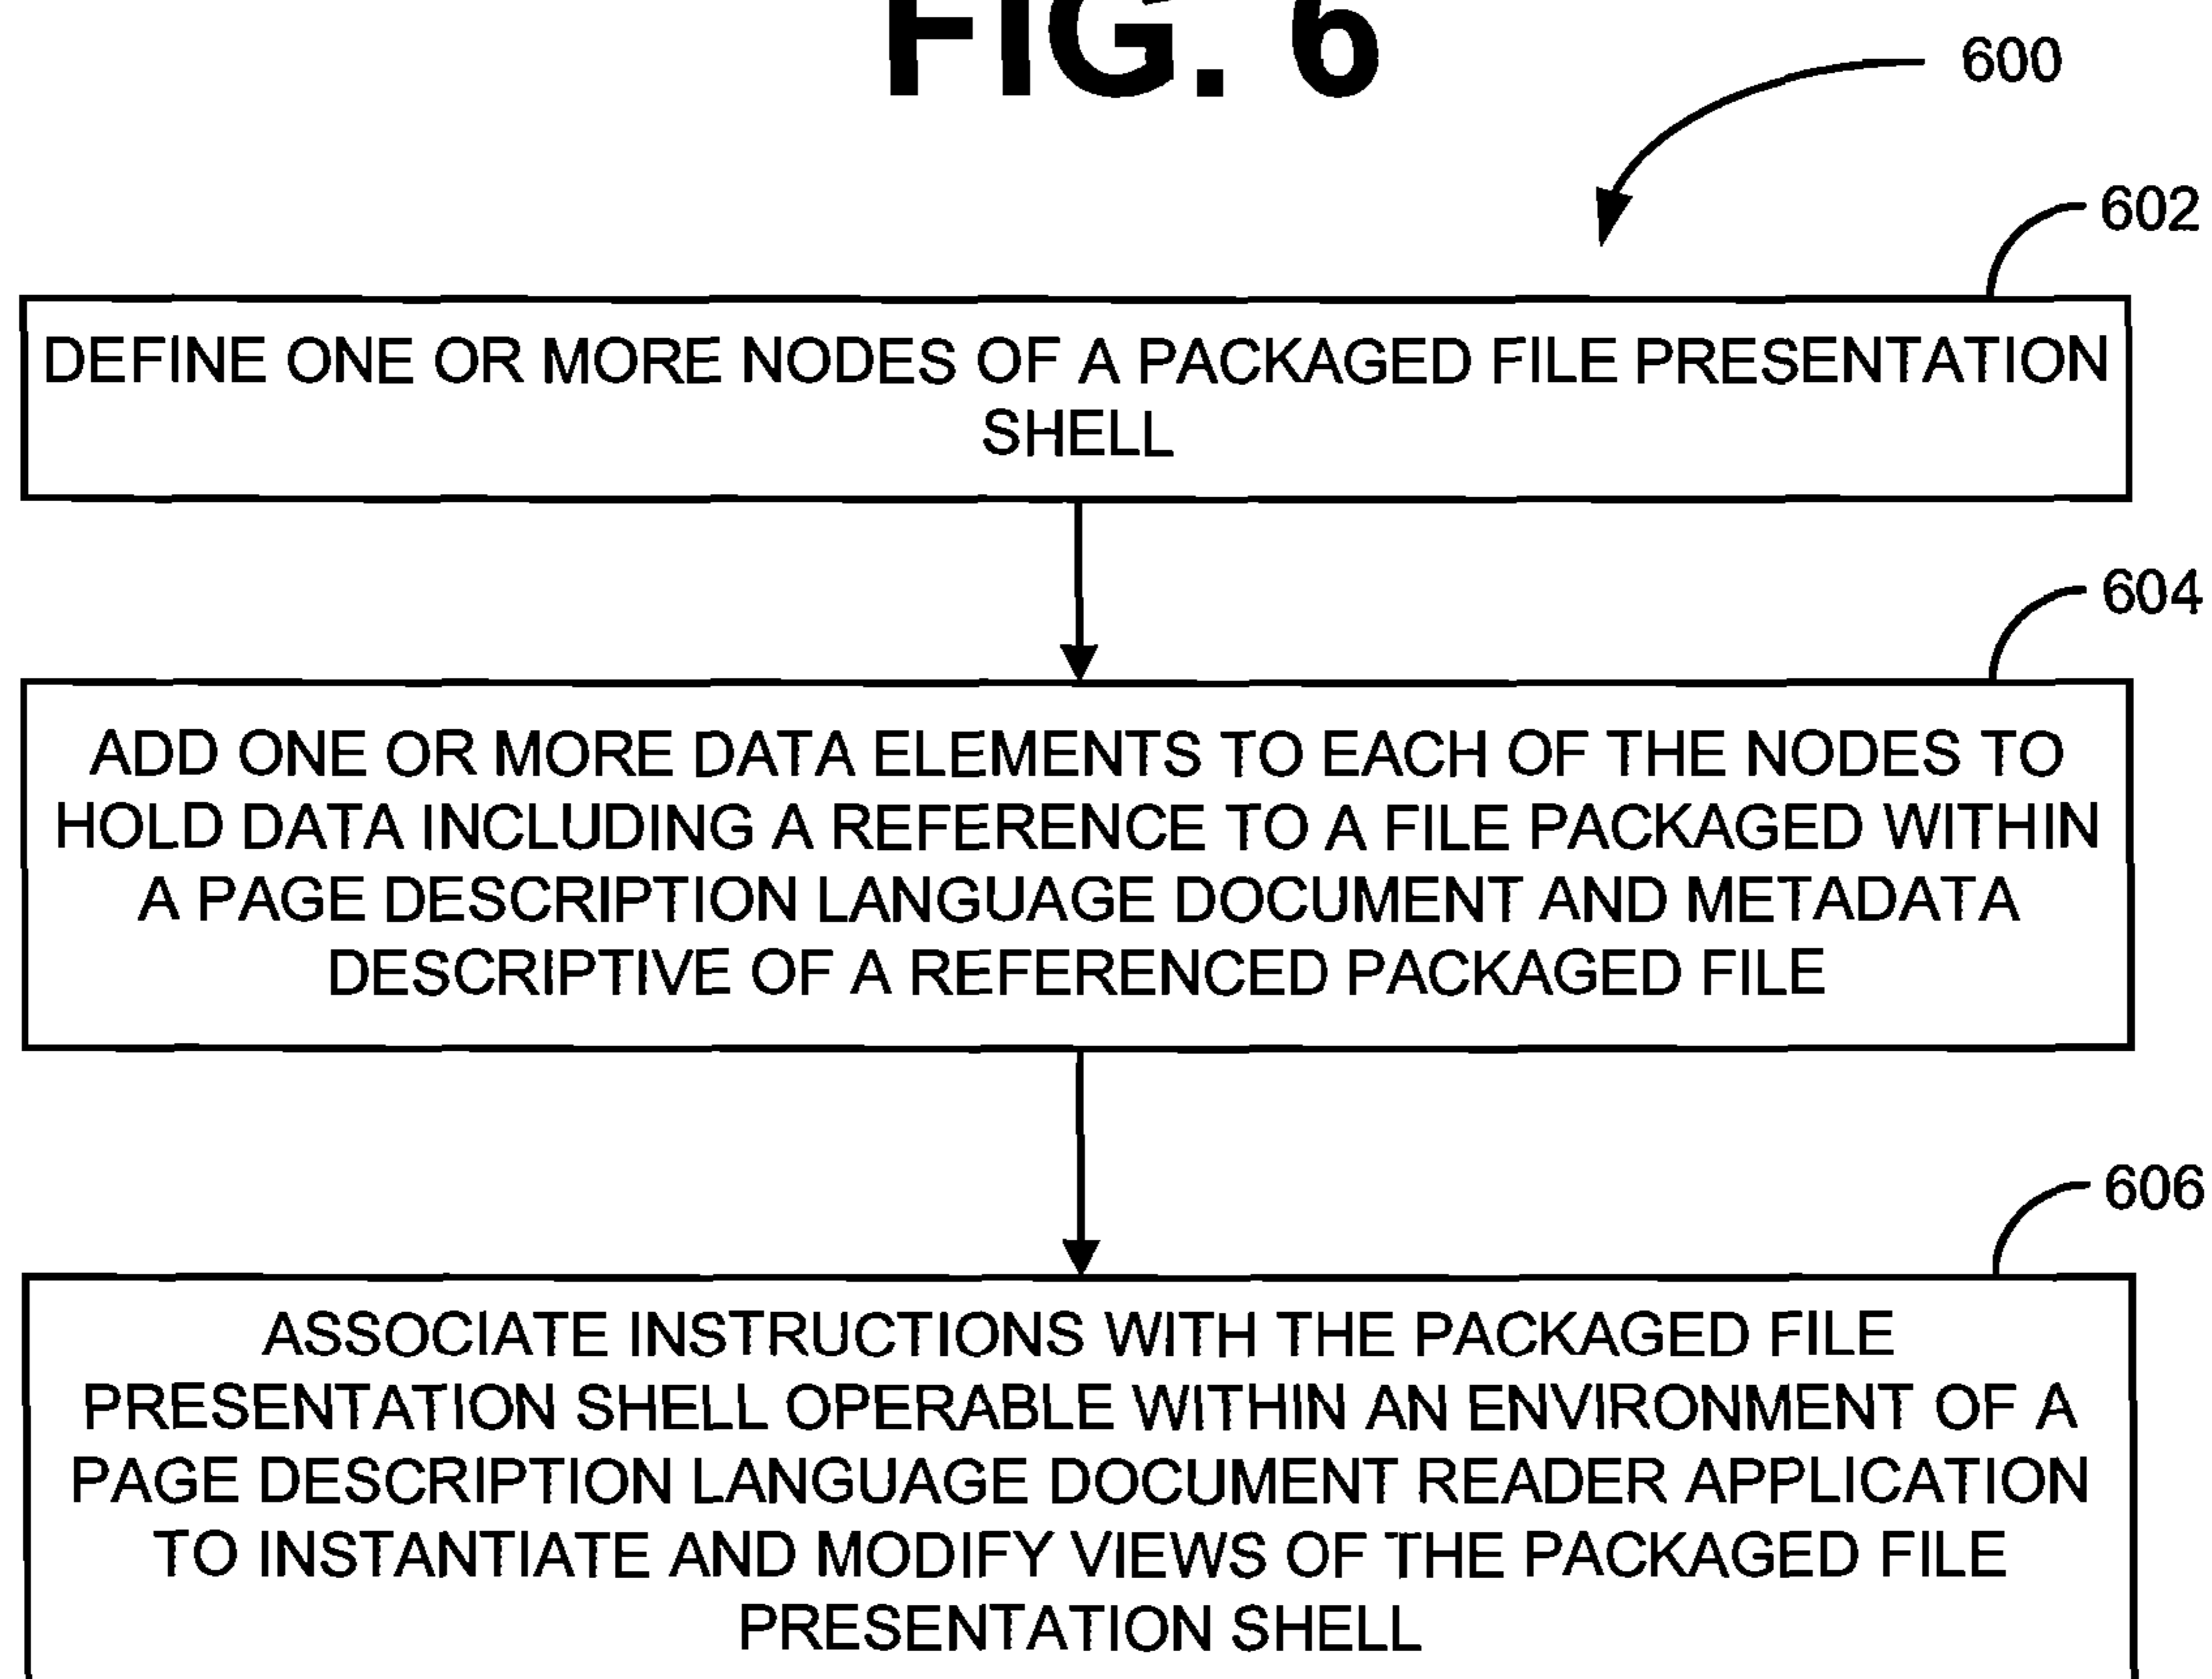 FIG. 6
600
602
DEFINE ONE OR MORE NODES OF A PACKAGED FILE PRESENTATION
SHELL
604
ADD ONE OR MORE DATA ELEMENTS TO EACH OF THE NODES TO
HOLD DATA INCLUDING A REFERENCE TO A FILE PACKAGED WITHIN
A PAGE DESCRIPTION LANGUAGE DOCUMENT AND METADATA
DESCRIPTIVE OF A REFERENCED PACKAGED FILE
606
ASSOCIATE INSTRUCTIONS WITH THE PACKAGED FILE
PRESENTATION SHELL OPERABLE WITHIN AN ENVIRONMENT OF A
PAGE DESCRIPTION LANGUAGE DOCUMENT READER APPLICATION
TO INSTANTIATE AND MODIFY VIEWS OF THE PACKAGED FILE
PRESENTATION SHELL